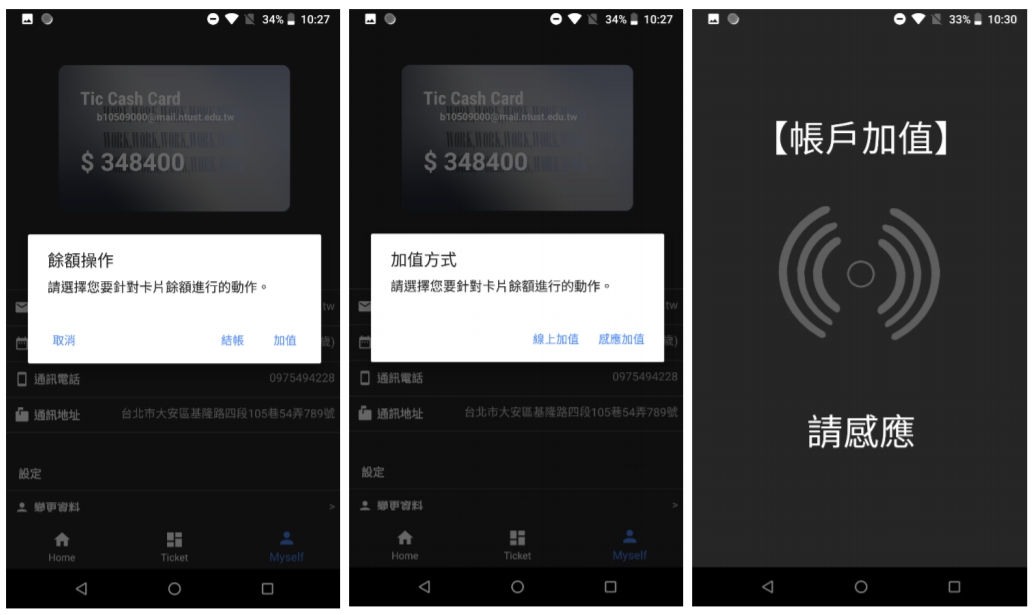 34% 10:27
Tic Cash Card
b10509000@mail.ntust.edu.tw
$ 348400
餘額操作
請選擇您要針對卡片餘額進行的動作。
tw
取消
結帳
加值
歲)
通訊電話
0975494228
通訊地址
台北市大安區基隆路四段105巷54弄789號
設定
變更資料
>
Home
Ticket
Myself
34% 10:27
Tic Cash Card
b10509000@mail.ntust.edu.tw
$ 348400
加值方式
請選擇您要針對卡片餘額進行的動作。
tw
線上加值
感應加值
歲)
通訊電話
0975494228
通訊地址
台北市大安區基隆路四段105巷54弄789號
設定
變更資料
>
Home
Ticket
Myself
33% 10:30
【帳戶加值】
請感應